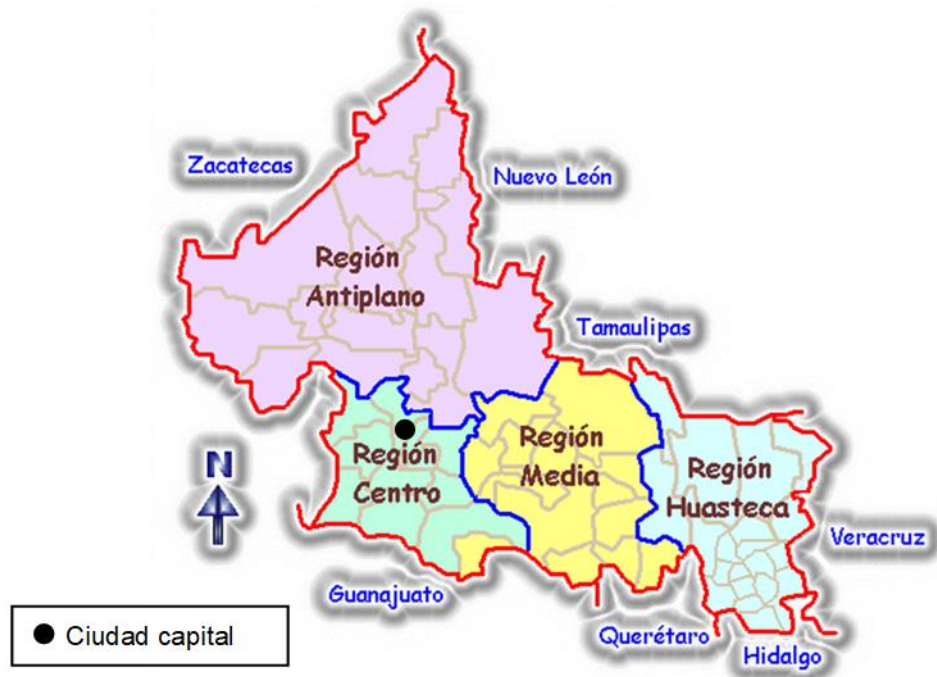 Zacatecas
Nuevo León
Región
Antiplano
Tamaulipas
Región
Centro
Región
Media
Región
Huasteca
N
Veracruz
Guanajuato
Querétaro
Hidalgo
Ciudad capital